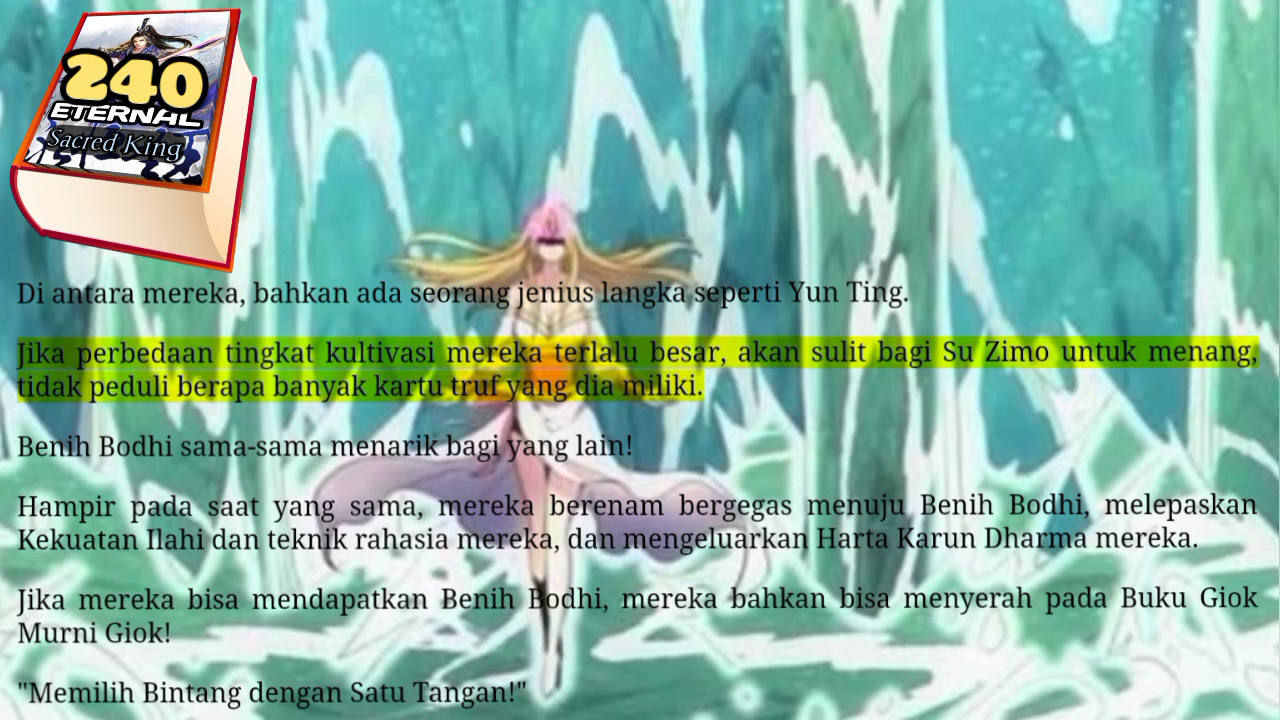 240
ETERNAL
Sacred King
Di antara mereka, bahkan ada seorang jenius langka seperti Yun Ting.
Jika perbedaan tingkat kultivasi mereka terlalu besar, akan sulit bagi Su Zimo untuk menang,
tidak peduli berapa banyak kartu truf yang dia miliki.
Benih Bodhi sama-sama menarik bagi yang lain!
Hampir pada saat yang sama, mereka berenam bergegas menuju Benih Bodhi, melepaskan
Kekuatan Ilahi dan teknik rahasia mereka, dan mengeluarkan Harta Karun Dharma mereka.
Jika mereka bisa mendapatkan Benih Bodhi, mereka bahkan bisa menyerah pada Buku Giok
Murni Giok!
"Memilih Bintang dengan Satu Tangan!"